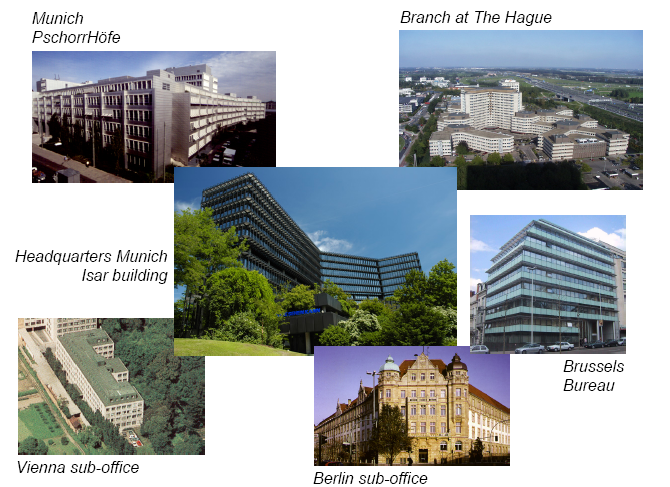 Munich
PschorrHöfe
Branch at The Hague
Headquarters Munich
Isar building
Brussels
Bureau
Vienna sub-office
Berlin sub-office